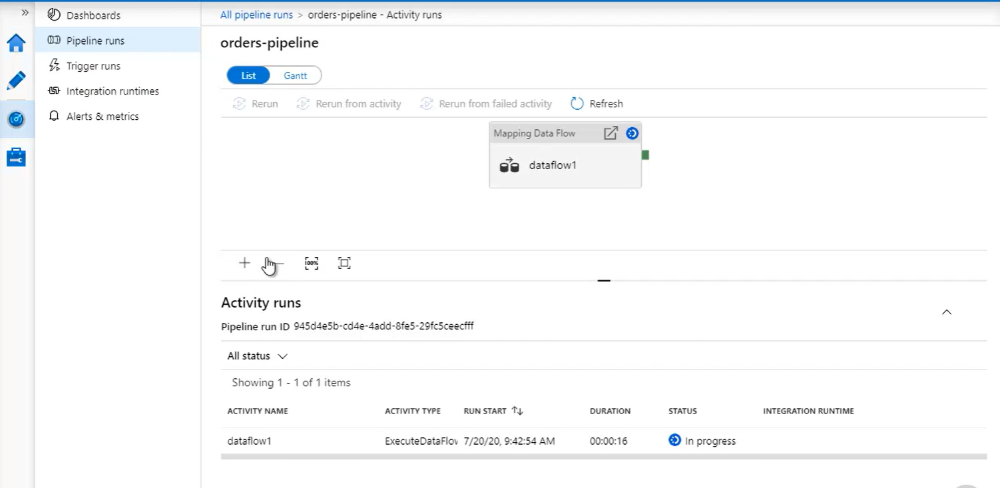 Dashboards
Pipeline runs
Trigger runs
Integration runtimes
Alerts & metrics
All pipeline runs > orders-pipeline - Activity runs
orders-pipeline
List Gantt
Rerun Rerun from activity Rerun from failed activity Refresh
Mapping Data Flow
dataflow1
100%
Activity runs
Pipeline run ID 945d4e5b-cd4e-4add-8fe5-29fc5ceecfff
All status
Showing 1 - 1 of 1 items
ACTIVITY NAME ACTIVITY TYPE RUN START DURATION STATUS INTEGRATION RUNTIME
dataflow1 ExecuteDataFlow 7/20/20, 9:42:54 AM 00:00:16 In progress